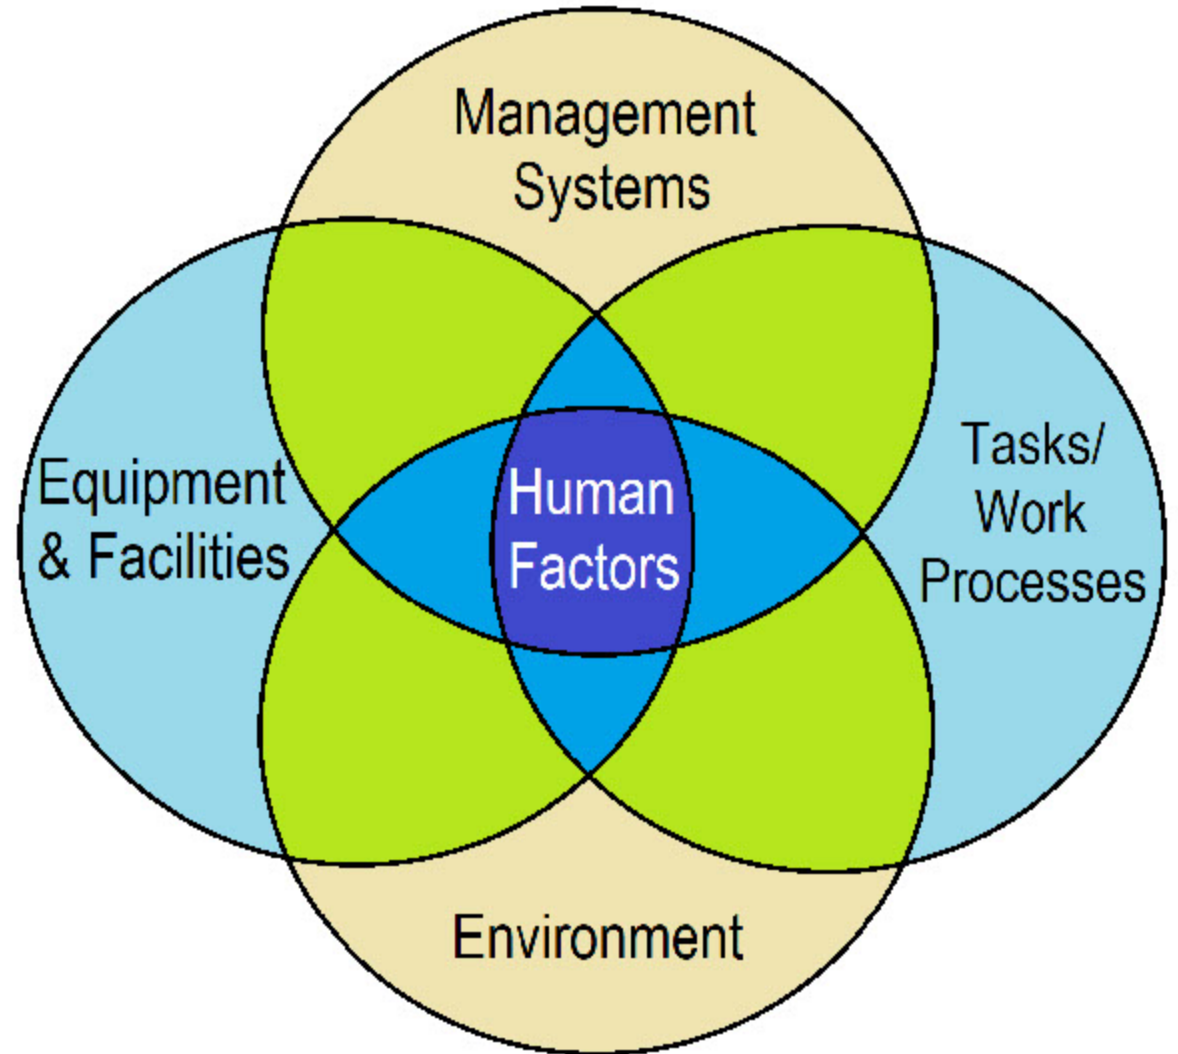 Management
Systems
Equipment
& Facilities
Human
Factors
Tasks/
Work
Processes
Environment